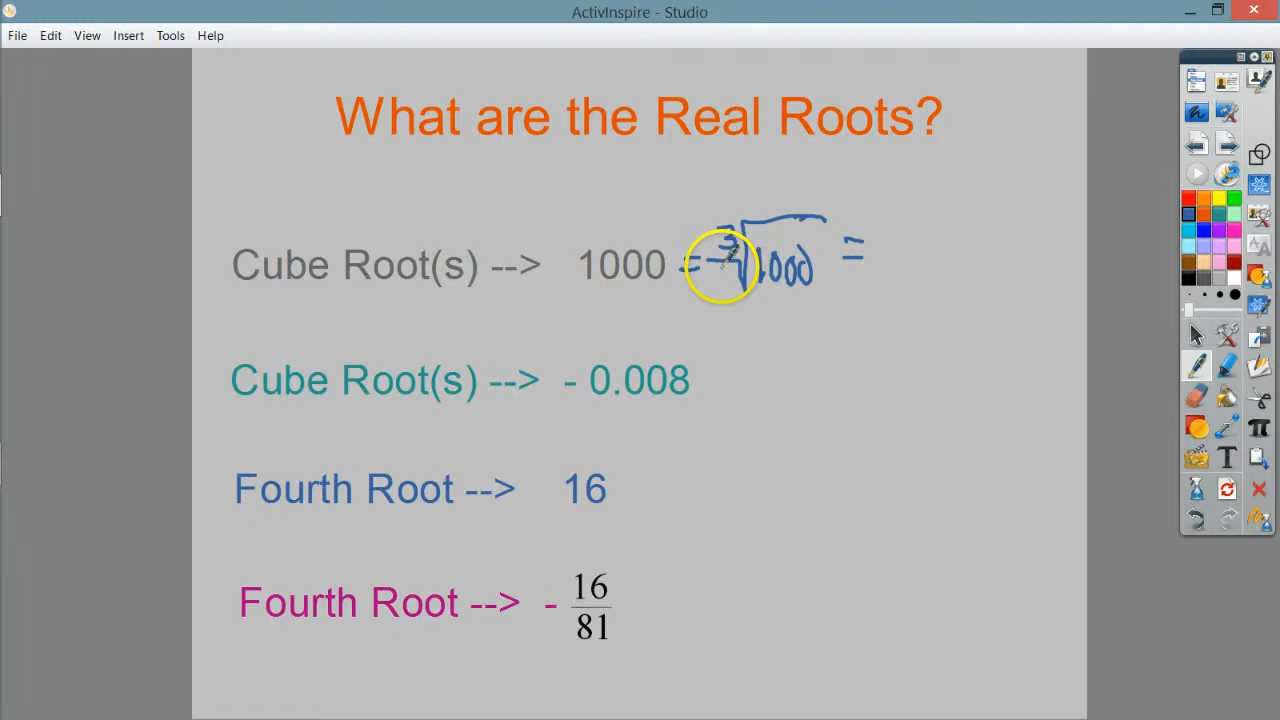 ActivInspire - Studio
File Edit View Insert Tools Help
What are the Real Roots?
Cube Root(s) --> 1000 = ∛1000 =
Cube Root(s) --> - 0.008
Fourth Root --> 16
Fourth Root --> - 16/81